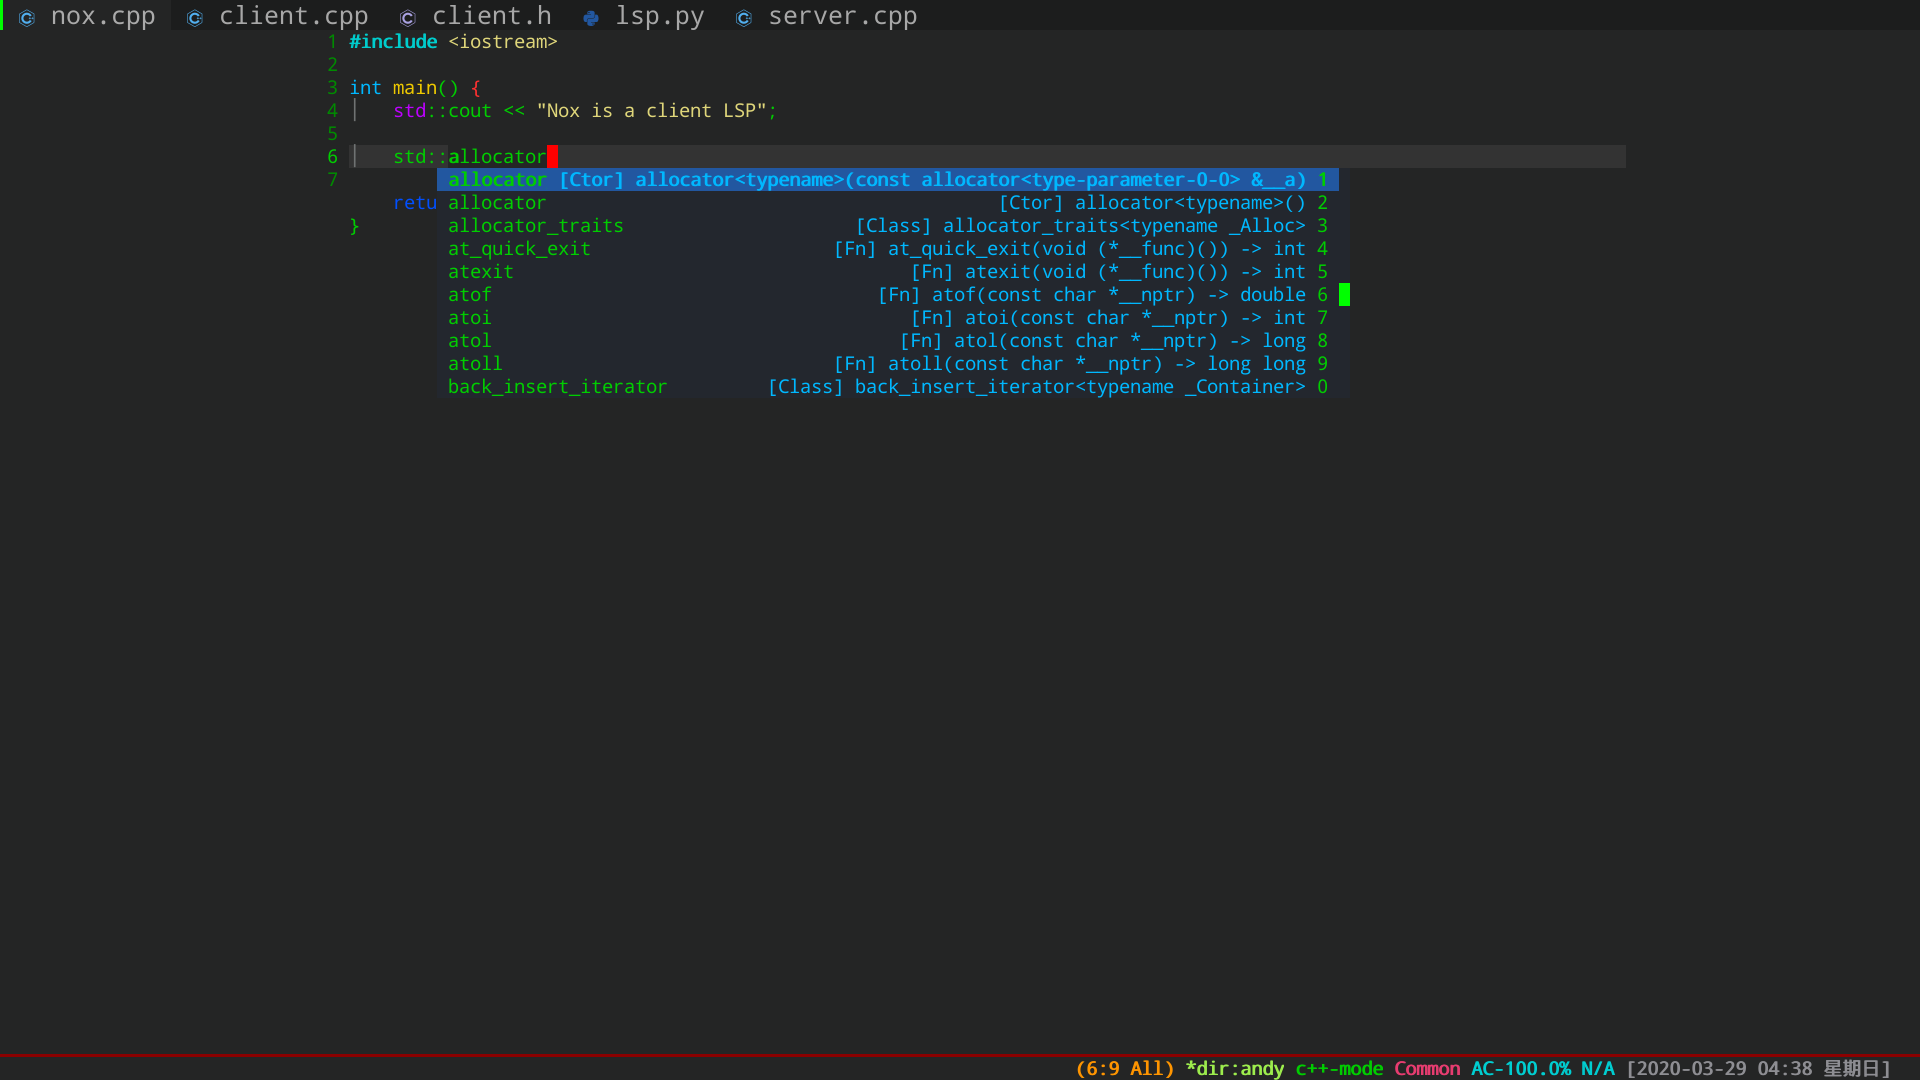 nox.cpp client.cpp client.h lsp.py server.cpp
1 #include <iostream>
2
3 int main() {
4 std::cout << "Nox is a client LSP";
5
6 std::allocator
7 allocator [Ctor] allocator<typename>(const allocator<type-parameter-0-0> &__a) 1
retu allocator [Ctor] allocator<typename>() 2
} allocator_traits [Class] allocator_traits<typename _Alloc> 3
at_quick_exit [Fn] at_quick_exit(void (*__func)()) -> int 4
atexit [Fn] atexit(void (*__func)()) -> int 5
atof [Fn] atof(const char *__nptr) -> double 6
atoi [Fn] atoi(const char *__nptr) -> int 7
atol [Fn] atol(const char *__nptr) -> long 8
atoll [Fn] atoll(const char *__nptr) -> long long 9
back_insert_iterator [Class] back_insert_iterator<typename _Container> 0
(6:9 All) *dir:andy c++-mode Common AC-100.0% N/A [2020-03-29 04:38 星期日]